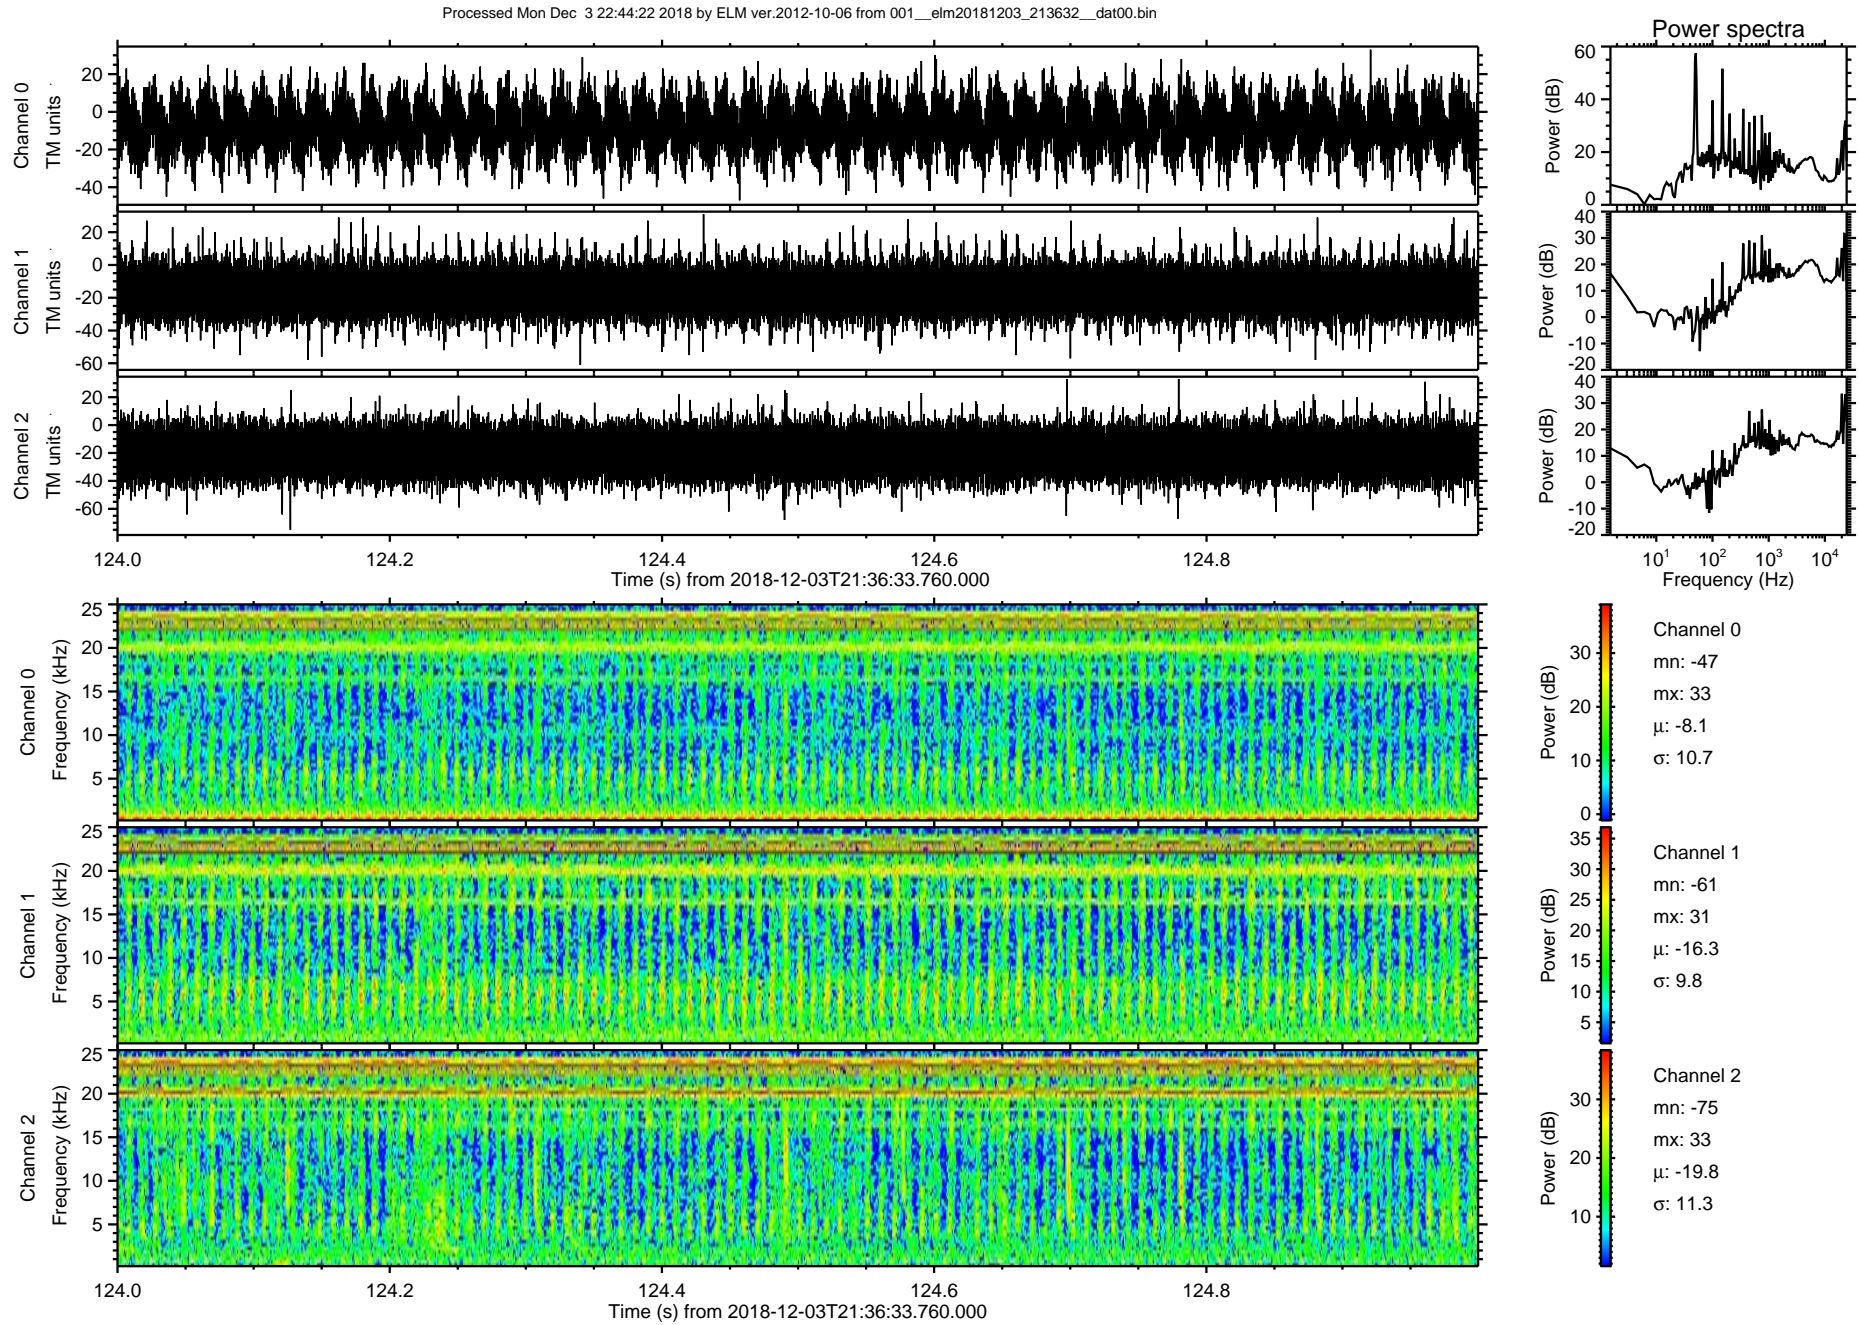 Processed Mon Dec  3 22:44:22 2018 by ELM ver.2012-10-06 from 001__elm20181203_213632__dat00.bin
Power spectra
Channel 0
TM units
20
0
-20
-40
Power (dB)
60
40
20
0
Channel 1
TM units
20
0
-20
-40
-60
Power (dB)
40
30
20
10
0
-10
-20
Channel 2
TM units
20
0
-20
-40
-60
Power (dB)
40
30
20
10
0
-10
-20
124.0 124.2 124.4 124.6 124.8
Time (s) from 2018-12-03T21:36:33.760.000
10^1 10^2 10^3 10^4
Frequency (Hz)
Channel 0
Frequency (kHz)
25
20
15
10
5
Power (dB)
30
20
10
0
Channel 0
mn: -47
mx: 33
μ: -8.1
σ: 10.7
Channel 1
Frequency (kHz)
25
20
15
10
5
Power (dB)
35
30
25
20
15
10
5
Channel 1
mn: -61
mx: 31
μ: -16.3
σ: 9.8
Channel 2
Frequency (kHz)
25
20
15
10
5
Power (dB)
30
20
10
Channel 2
mn: -75
mx: 33
μ: -19.8
σ: 11.3
124.0 124.2 124.4 124.6 124.8
Time (s) from 2018-12-03T21:36:33.760.000